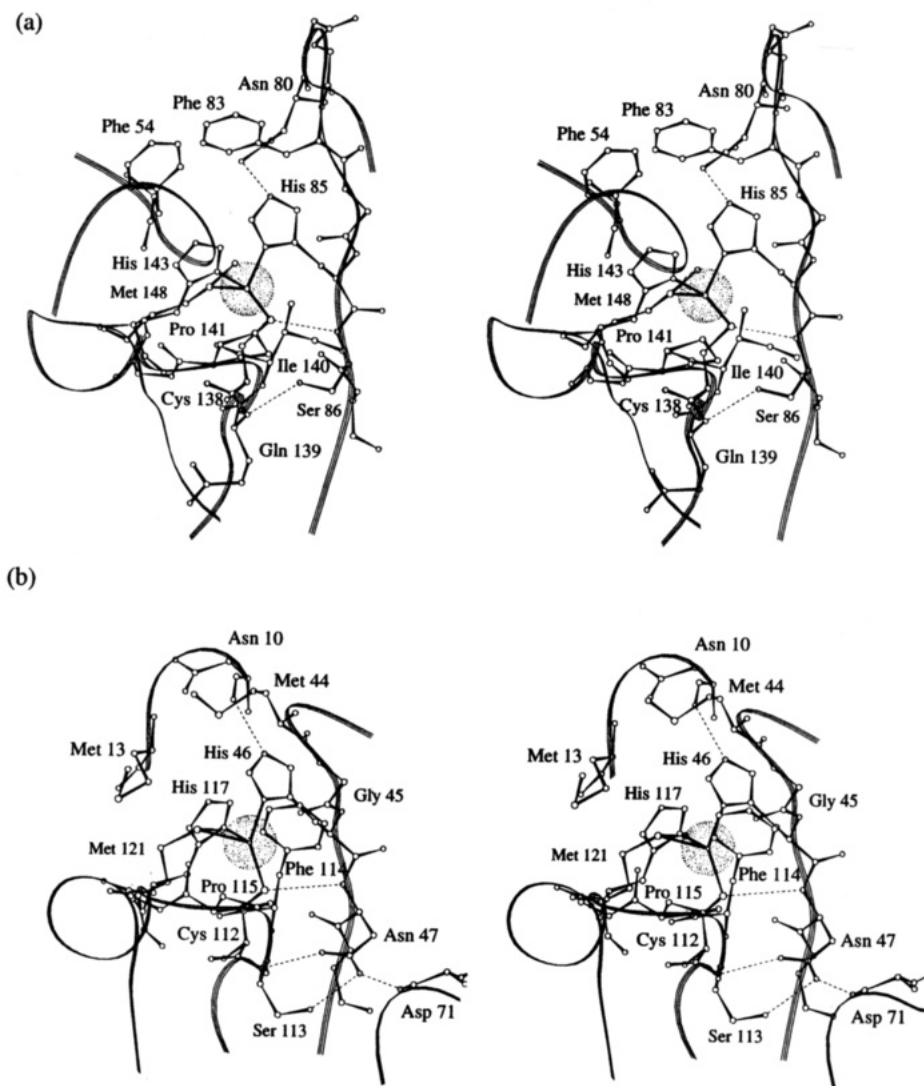 (a)
Asn 80
Phe 83
Phe 54
His 85
His 143
Met 148
Pro 141
Ile 140
Cys 138
Ser 86
Gln 139
Asn 80
Phe 83
Phe 54
His 85
His 143
Met 148
Pro 141
Ile 140
Cys 138
Ser 86
Gln 139
(b)
Asn 10
Met 44
Met 13
His 46
His 117
Gly 45
Met 121
Phe 114
Pro 115
Cys 112
Asn 47
Ser 113
Asp 71
Asn 10
Met 44
Met 13
His 46
His 117
Gly 45
Met 121
Phe 114
Pro 115
Cys 112
Asn 47
Ser 113
Asp 71